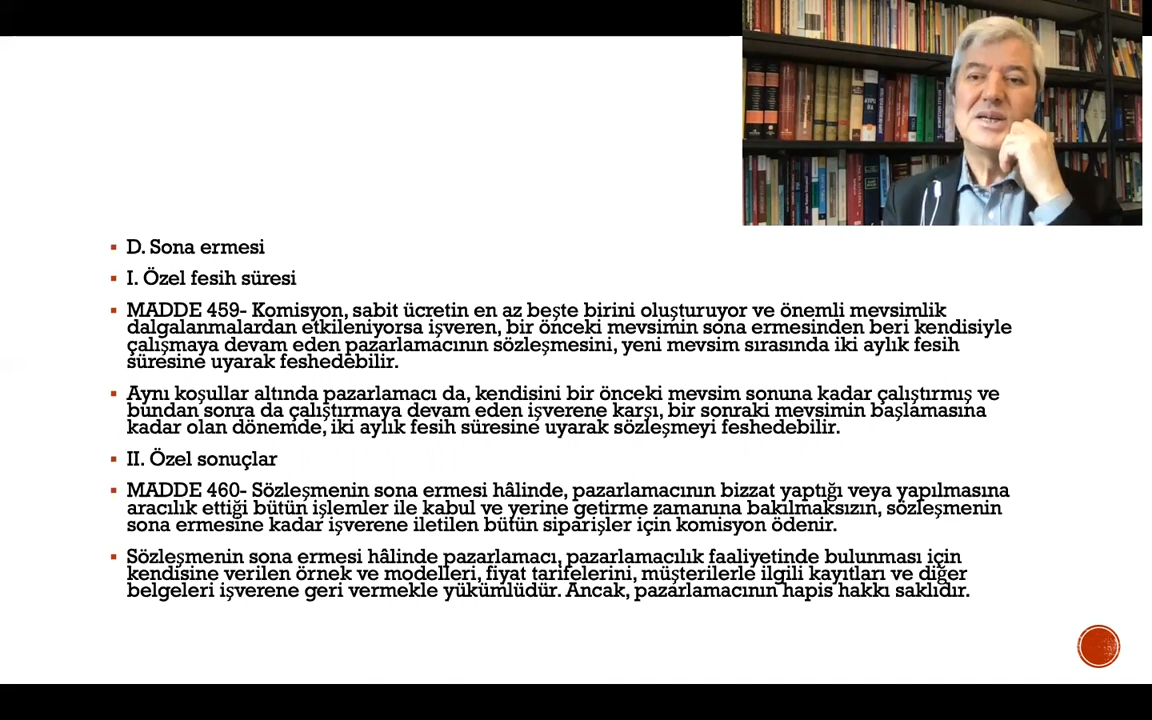 D. Sona ermesi
I. Özel fesih süresi
MADDE 459- Komisyon, sabit ücretin en az beşte birini oluşturuyor ve önemli mevsimlik
dalgalanmalardan etkileniyorsa işveren, bir önceki mevsimin sona ermesinden beri kendisiyle
çalışmaya devam eden pazarlamacının sözleşmesini, yeni mevsim sırasında iki aylık fesih
süresine uyarak feshedebilir.
Aynı koşullar altında pazarlamacı da, kendisini bir önceki mevsim sonuna kadar çalıştırmış ve
bundan sonra da çalıştırmaya devam eden işverene karşı, bir sonraki mevsimin başlamasına
kadar olan dönemde, iki aylık fesih süresine uyarak sözleşmeyi feshedebilir.
II. Özel sonuçlar
MADDE 460- Sözleşmenin sona ermesi hâlinde, pazarlamacının bizzat yaptığı veya yapılmasına
aracılık ettiği bütün işlemler ile kabul ve yerine getirme zamanına bakılmaksızın, sözleşmenin
sona ermesine kadar işverene iletilen bütün siparişler için komisyon ödenir.
Sözleşmenin sona ermesi hâlinde pazarlamacı, pazarlamacılık faaliyetinde bulunması için
kendisine verilen örnek ve modelleri, fiyat tarifelerini, müşterilerle ilgili kayıtları ve diğer
belgeleri işverene geri vermekle yükümlüdür. Ancak, pazarlamacının hapis hakkı saklıdır.